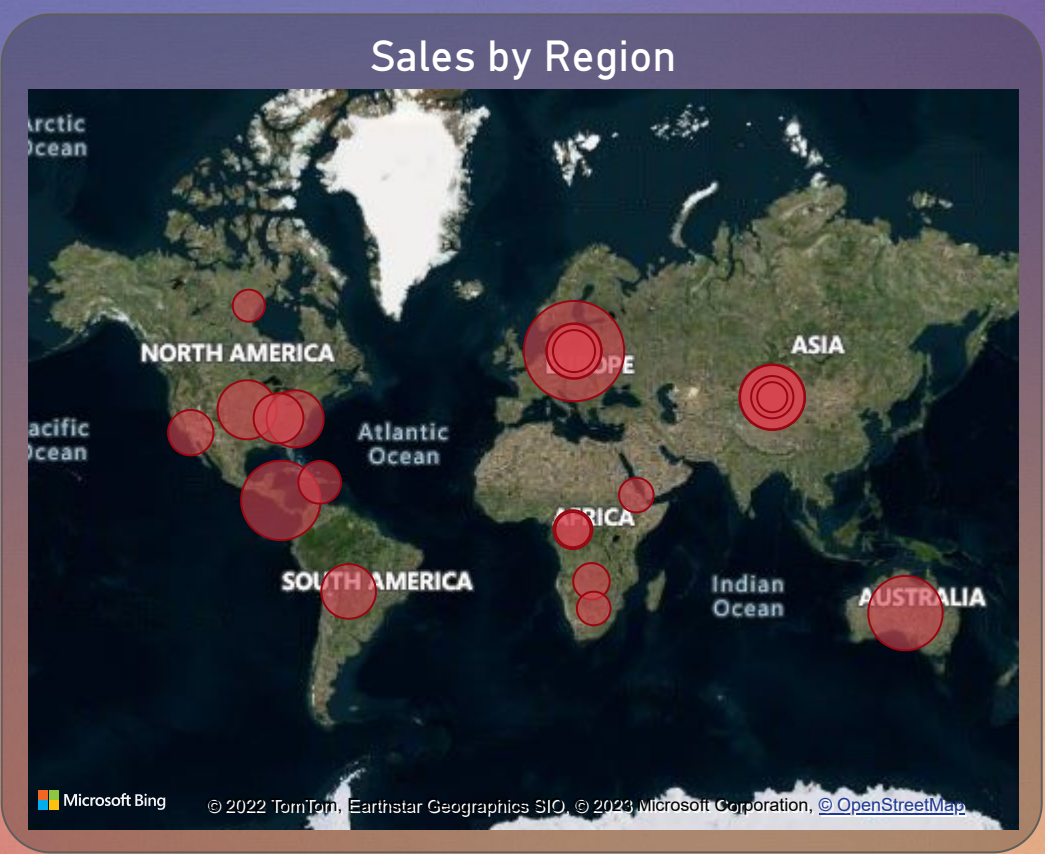 Sales by Region
Arctic
Ocean
NORTH AMERICA
ASIA
EUROPE
Pacific
Ocean
Atlantic
Ocean
AFRICA
SOUTH AMERICA
Indian
Ocean
AUSTRALIA
Microsoft Bing
© 2022 TomTom, Earthstar Geographics SIO, © 2023 Microsoft Corporation, © OpenStreetMap